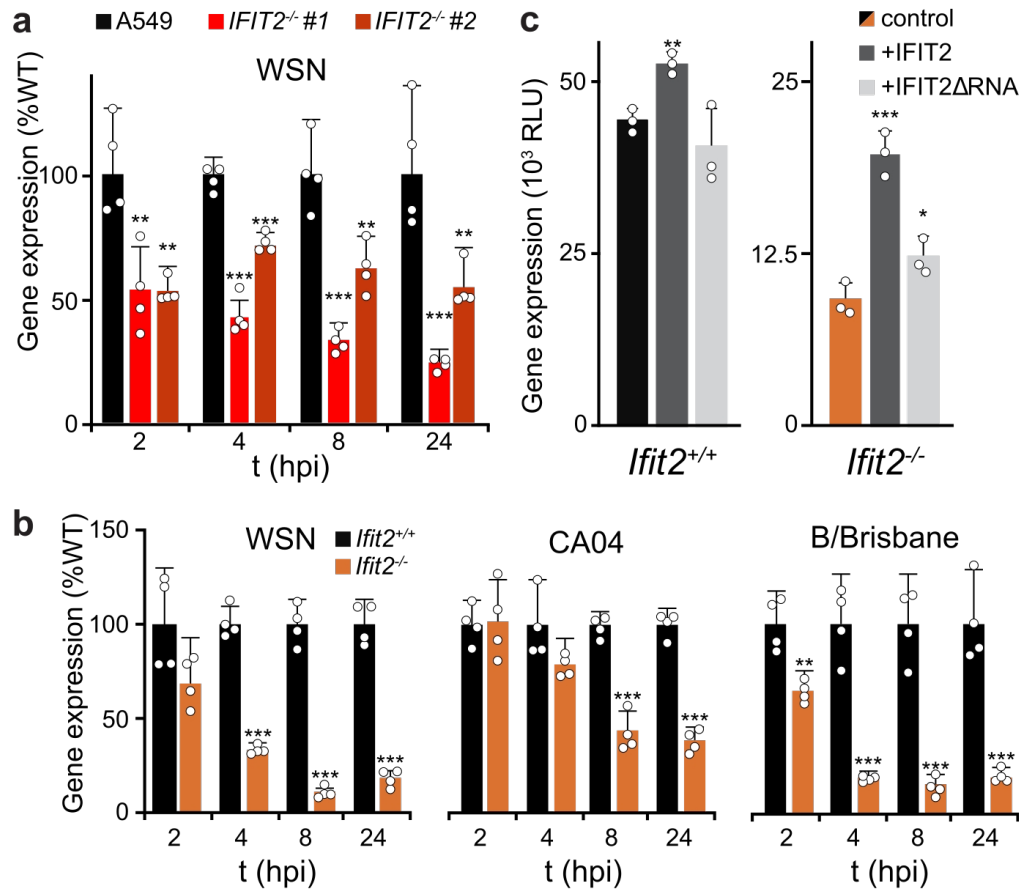 a
A549 IFIT2-/- #1 IFIT2-/- #2
WSN
Gene expression (%WT)
100
50
0
** ** *** *** *** ** *** **
2 4 8 24
t (hpi)
c
control
+IFIT2
+IFIT2ΔRNA
Gene expression (10³ RLU)
50
25
0
**
Ifit2+/+
25
12.5
0
*** *
Ifit2-/-
b
Gene expression (%WT)
150
100
50
0
WSN
Ifit2+/+
Ifit2-/-
*** *** ***
2 4 8 24
t (hpi)
CA04
*** ***
2 4 8 24
t (hpi)
B/Brisbane
** *** *** ***
2 4 8 24
t (hpi)